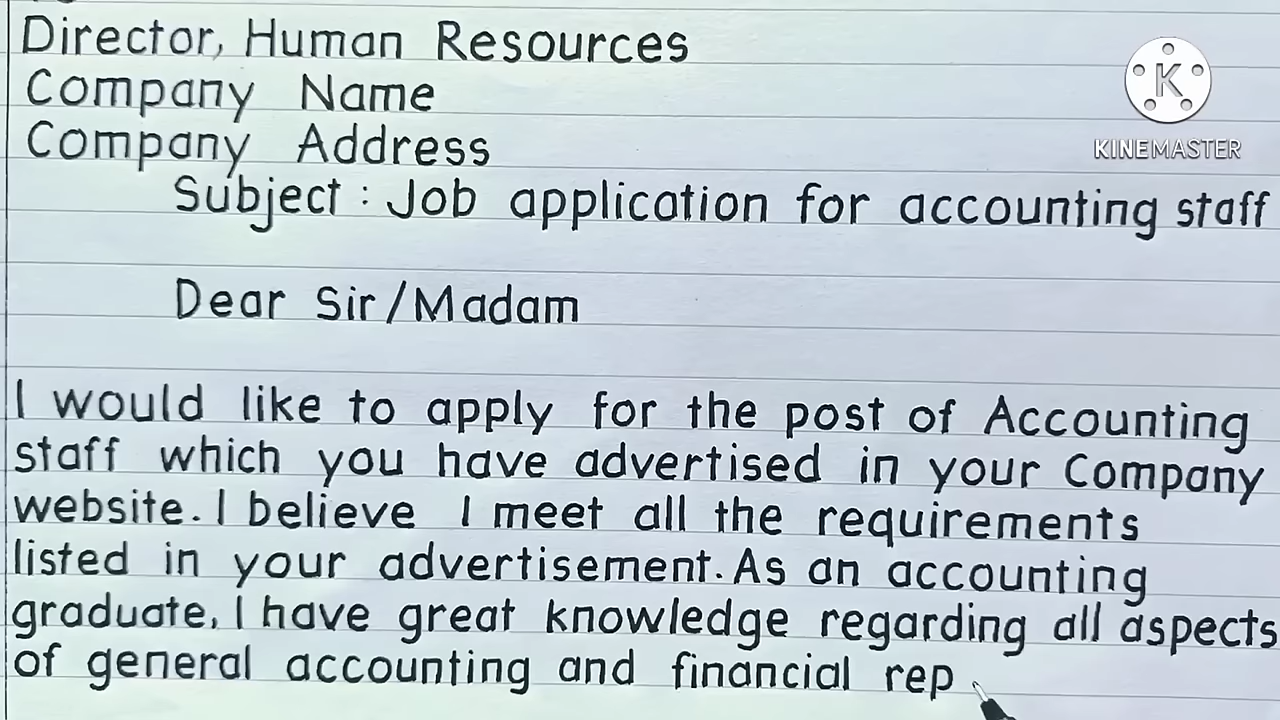 Director, Human Resources
Company Name
Company Address
Subject : Job application for accounting staff
Dear Sir/Madam
I would like to apply for the post of Accounting
staff which you have advertised in your Company
website. I believe I meet all the requirements
listed in your advertisement. As an accounting
graduate, I have great knowledge regarding all aspects
of general accounting and financial rep
K
KINEMASTER